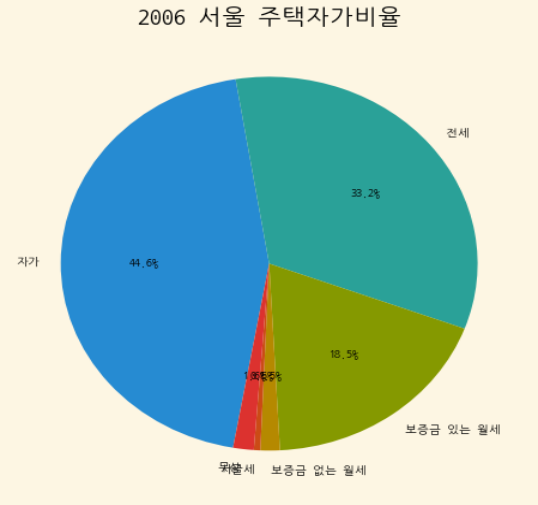 2006 서울 주택자가비율
전세
33.2%
44.6%
자가
18.5%
보증금 있는 월세
보증금 없는 월세